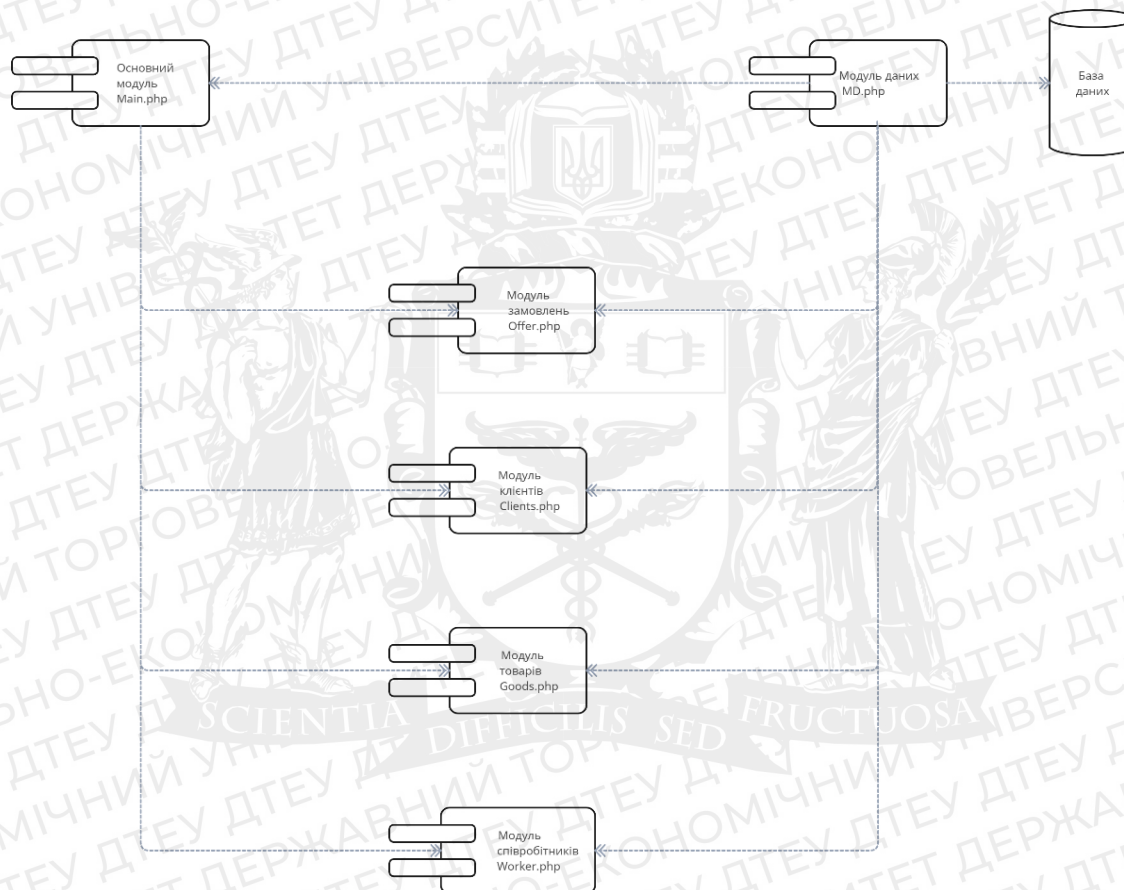 Основний
модуль
Main.php
Модуль даних
MD.php
База
даних
Модуль
замовлень
Offer.php
Модуль
клієнтів
Clients.php
Модуль
товарів
Goods.php
SCIENTIA DIFFICILIS SED FRUCTUOSA
Модуль
співробітників
Worker.php